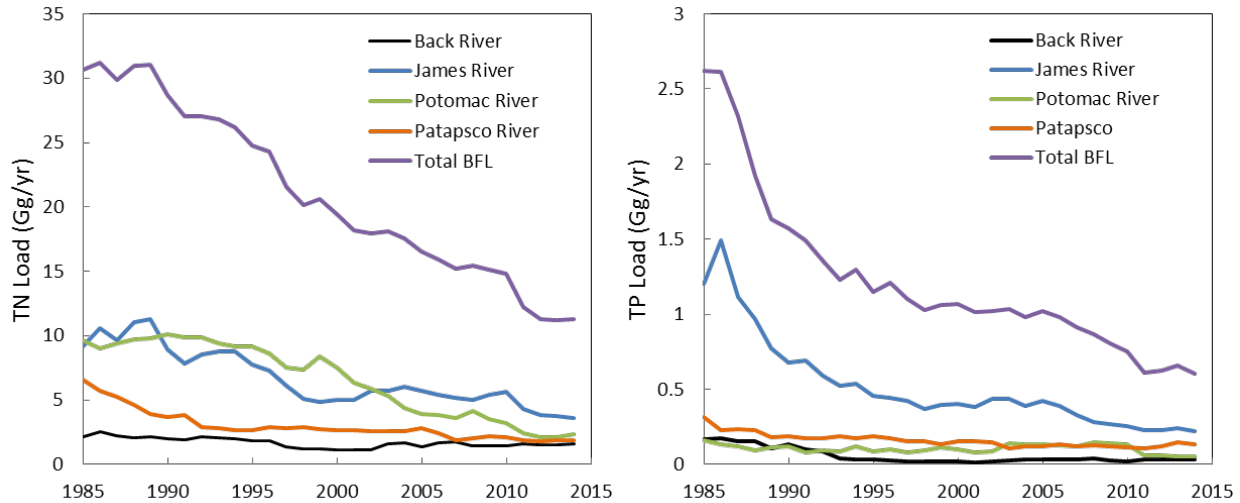 35
30
25
20
15
10
5
0
TN Load (Gg/yr)
1985 1990 1995 2000 2005 2010 2015
Back River
James River
Potomac River
Patapsco River
Total BFL
3
2.5
2
1.5
1
0.5
0
TP Load (Gg/yr)
1985 1990 1995 2000 2005 2010 2015
Back River
James River
Potomac River
Patapsco
Total BFL